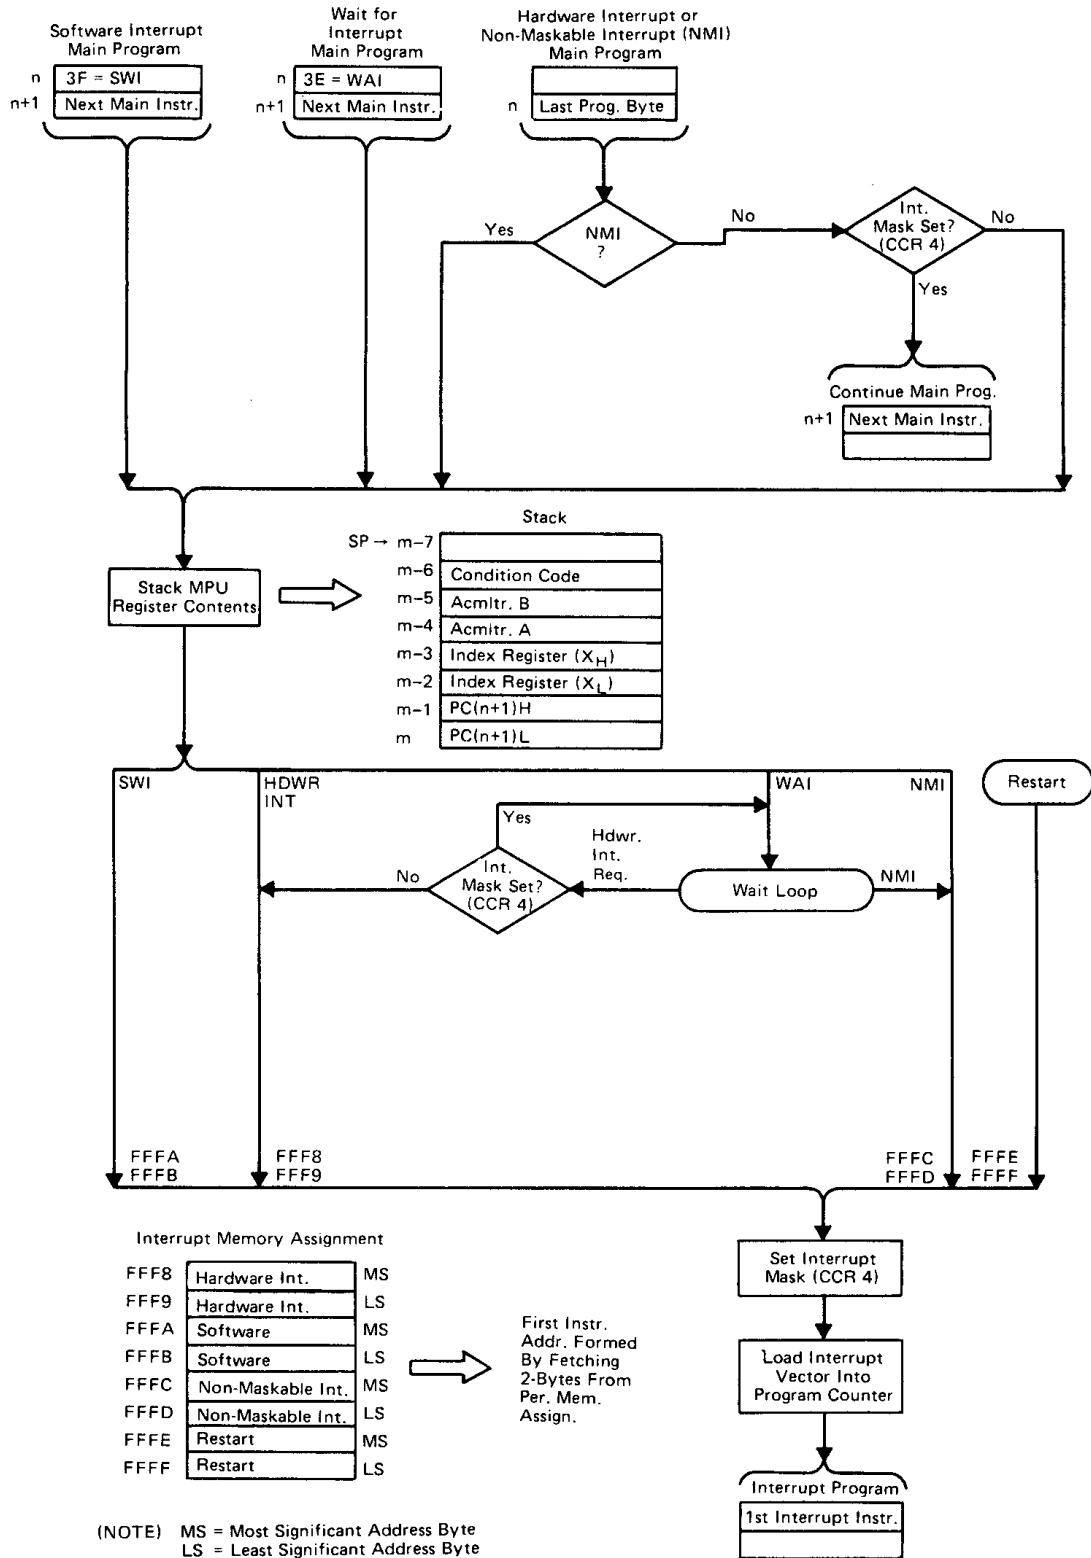 Software Interrupt
Main Program
n 3F = SWI
n+1 Next Main Instr.
Wait for
Interrupt
Main Program
n 3E = WAI
n+1 Next Main Instr.
Hardware Interrupt or
Non-Maskable Interrupt (NMI)
Main Program
n Last Prog. Byte
Yes
NMI
?
No
Int.
Mask Set?
(CCR 4)
No
Yes
Continue Main Prog.
n+1 Next Main Instr.
Stack MPU
Register Contents
Stack
SP → m-7
m-6 Condition Code
m-5 Acmltr. B
m-4 Acmltr. A
m-3 Index Register (XH)
m-2 Index Register (XL)
m-1 PC(n+1)H
m PC(n+1)L
SWI
HDWR
INT
WAI
NMI
Restart
Yes
No
Int.
Mask Set?
(CCR 4)
Hdwr.
Int.
Req.
Wait Loop
NMI
FFFA
FFFB
FFF8
FFF9
FFFC
FFFD
FFFE
FFFF
Interrupt Memory Assignment
FFF8 Hardware Int. MS
FFF9 Hardware Int. LS
FFFA Software MS
FFFB Software LS
FFFC Non-Maskable Int. MS
FFFD Non-Maskable Int. LS
FFFE Restart MS
FFFF Restart LS
First Instr.
Addr. Formed
By Fetching
2-Bytes From
Per. Mem.
Assign.
Set Interrupt
Mask (CCR 4)
Load Interrupt
Vector Into
Program Counter
Interrupt Program
1st Interrupt Instr.
(NOTE) MS = Most Significant Address Byte
LS = Least Significant Address Byte